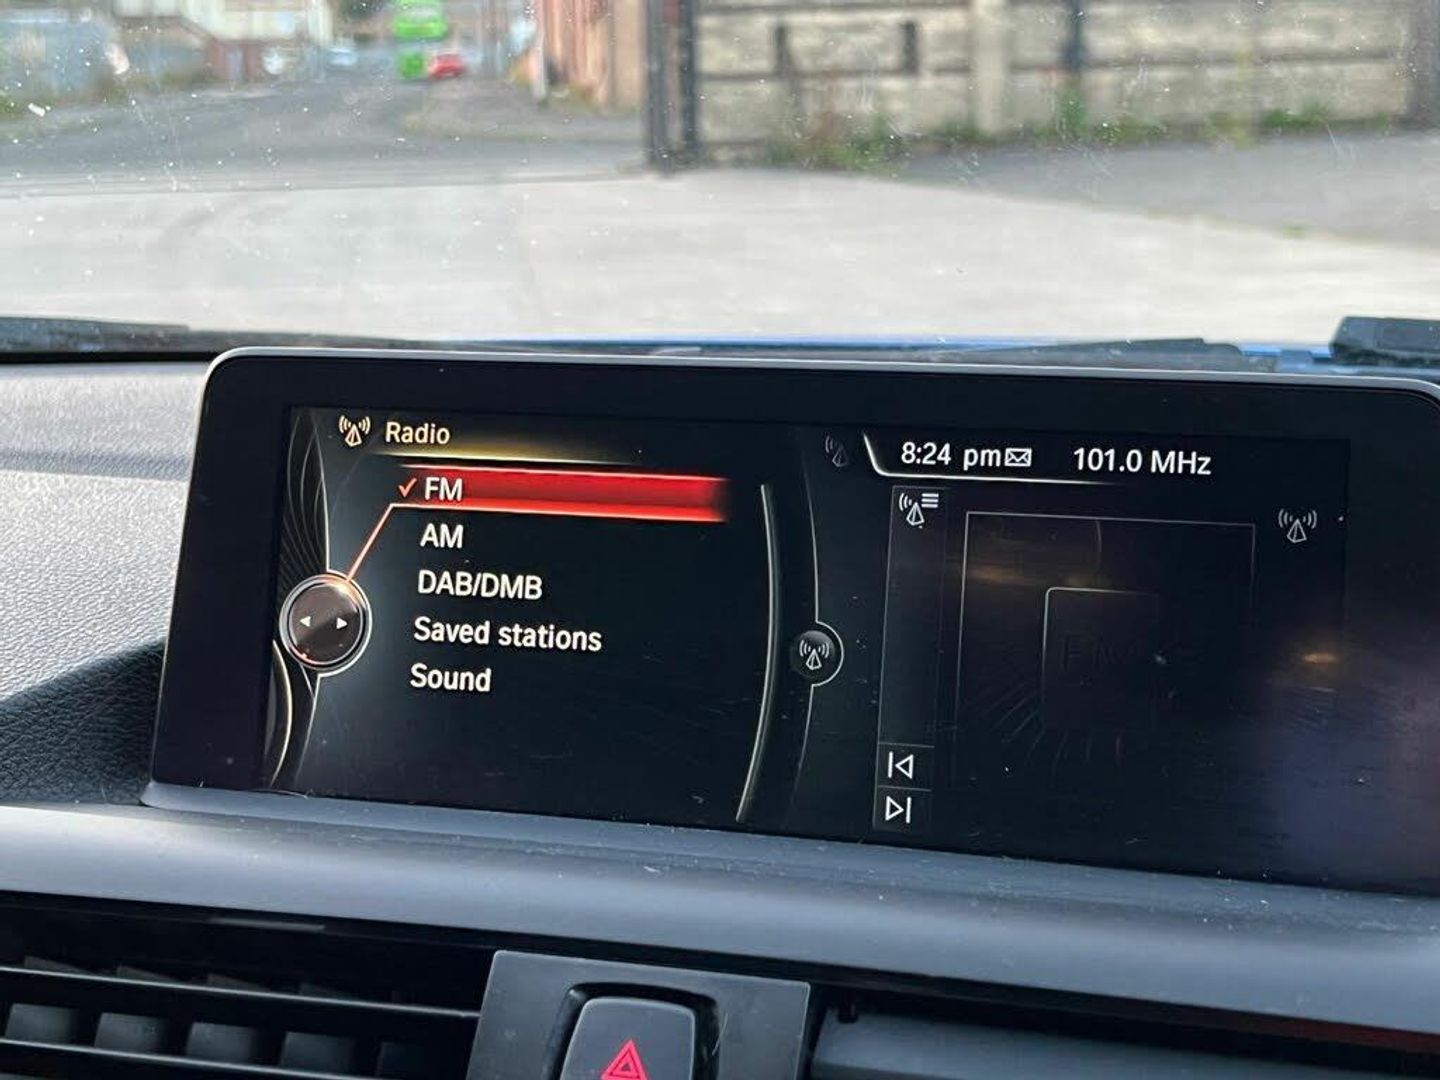 Radio
FM
AM
DAB/DMB
Saved stations
Sound
8:24 pm
101.0 MHz